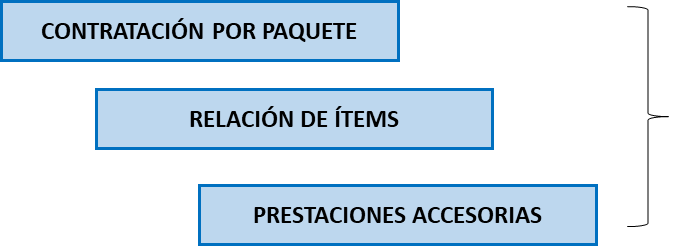 CONTRATACIÓN POR PAQUETE
RELACIÓN DE ÍTEMS
PRESTACIONES ACCESORIAS